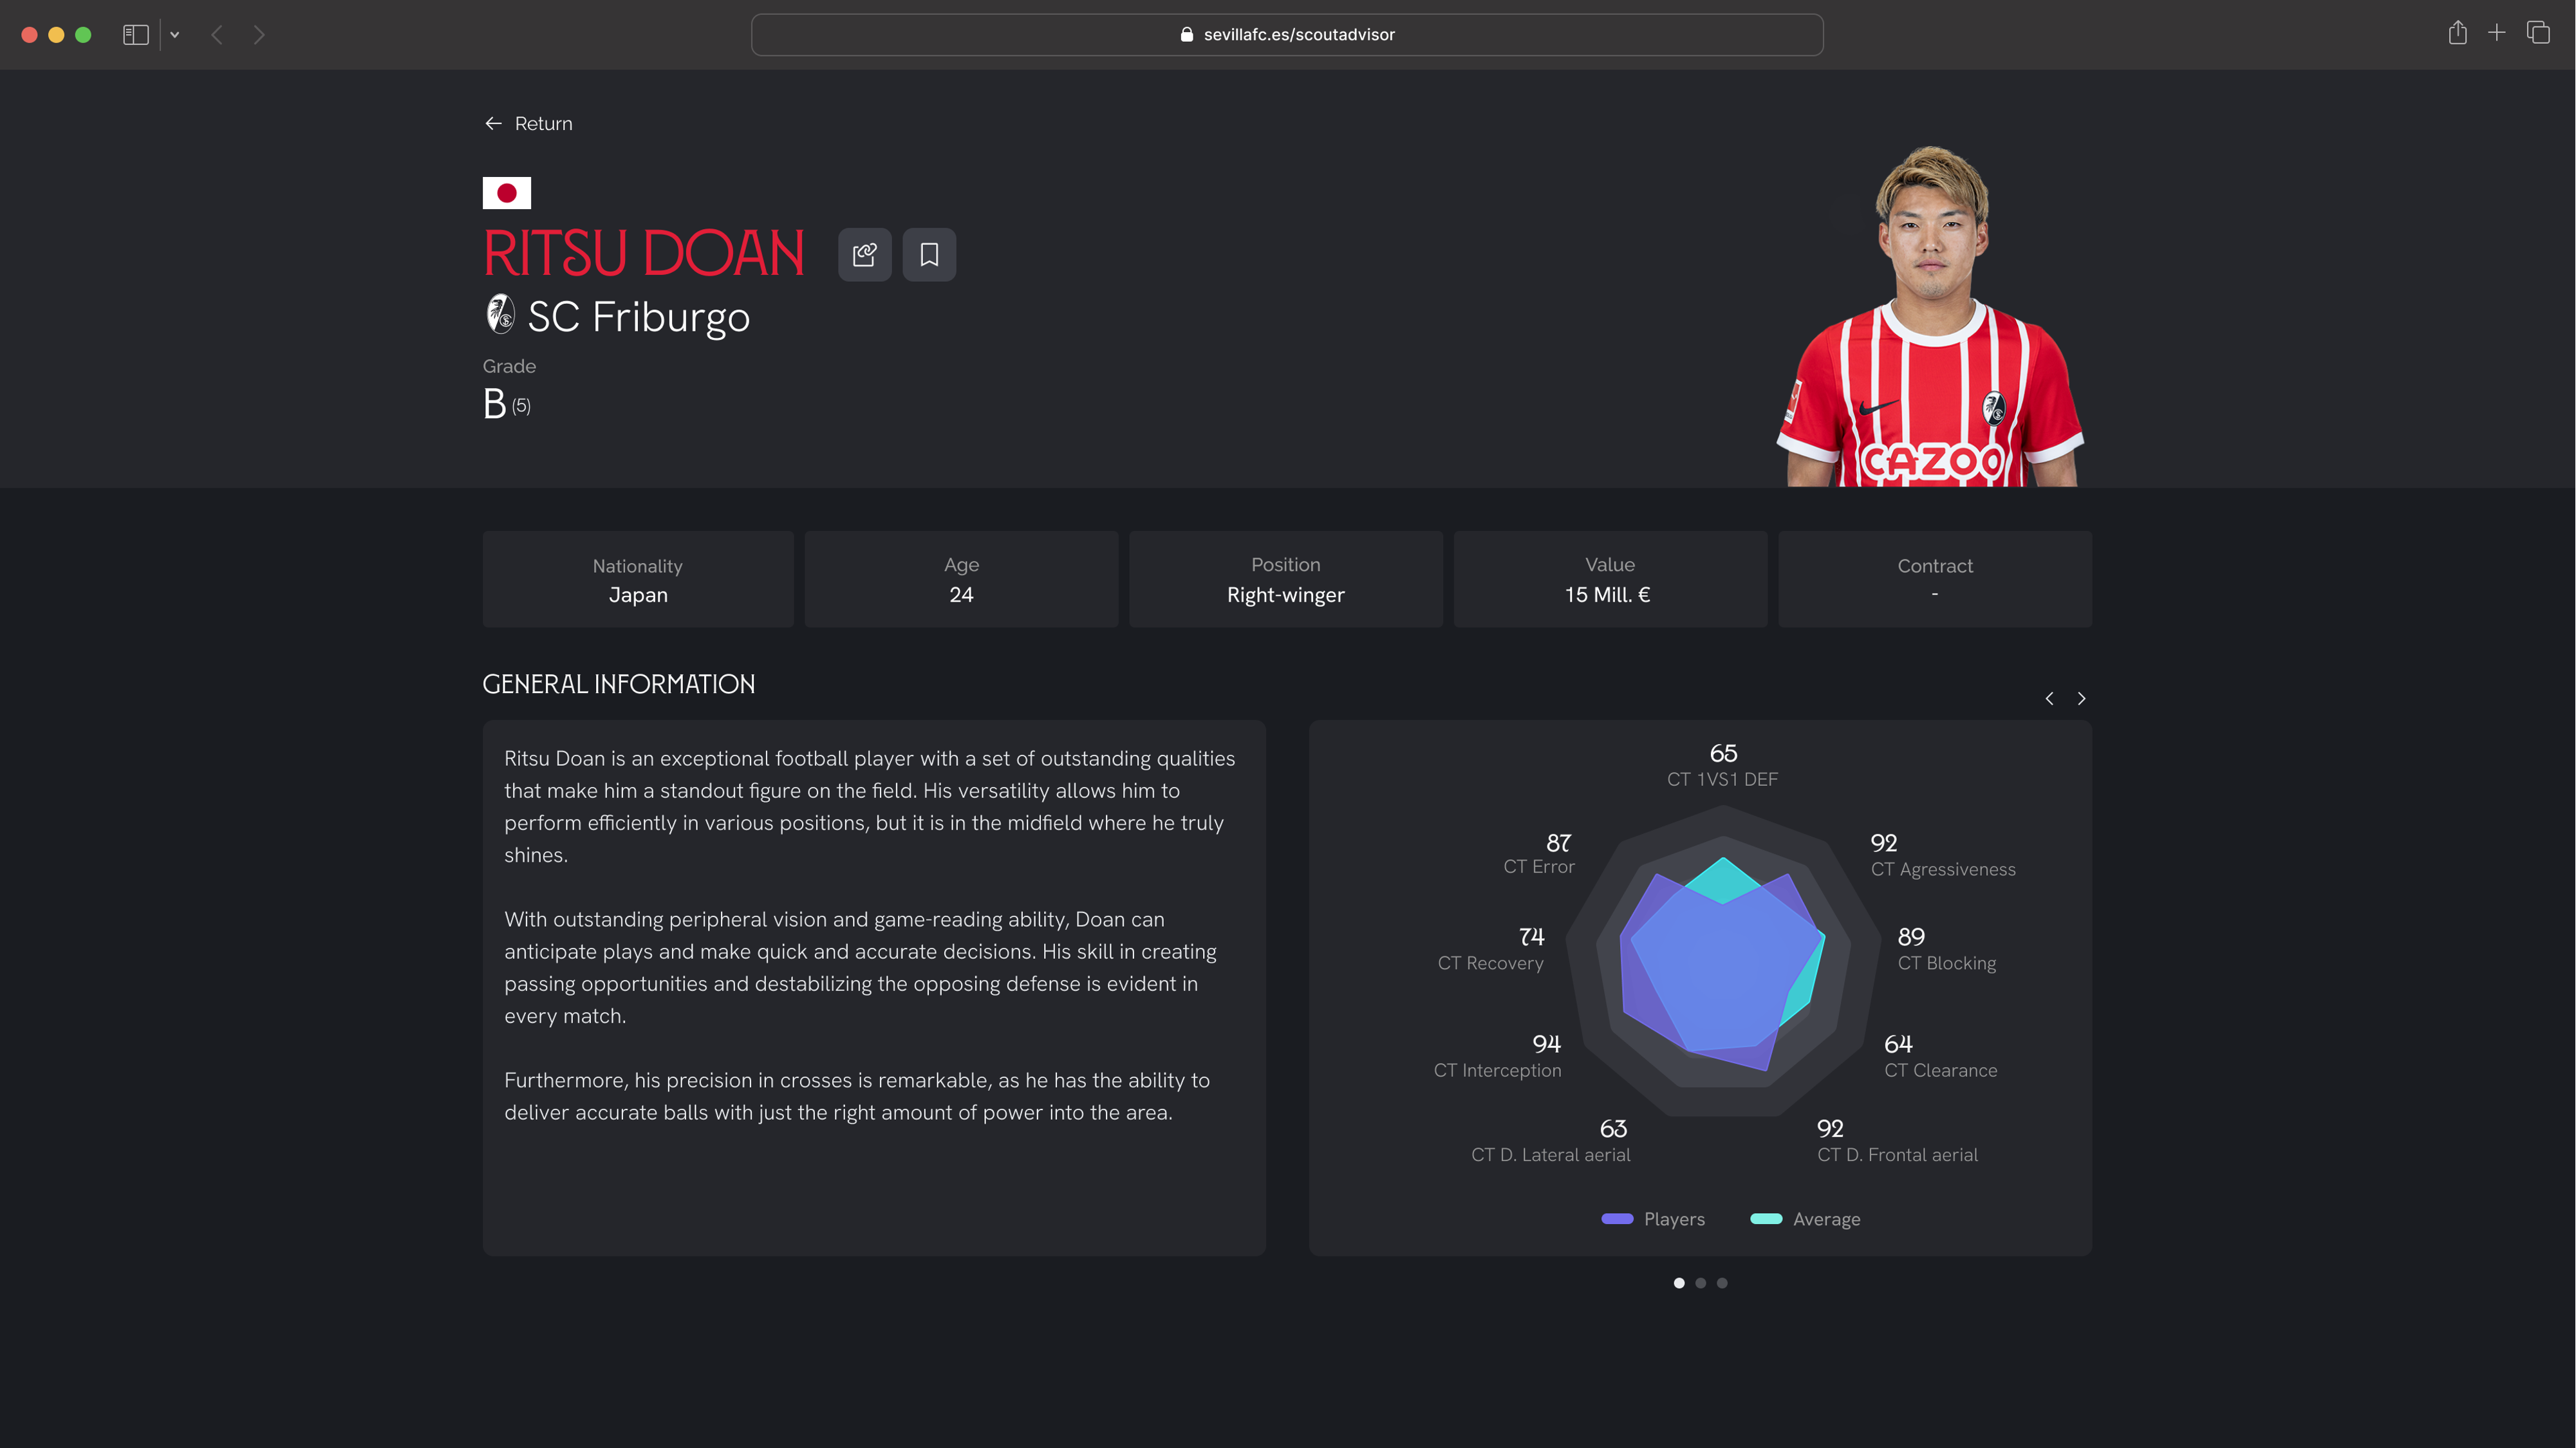 sevillafc.es/scoutadvisor
Return
RITSU DOAN
SC Friburgo
Grade
B (5)
CAZOO
Nationality
Japan
Age
24
Position
Right-winger
Value
15 Mill. €
Contract
-
GENERAL INFORMATION
Ritsu Doan is an exceptional football player with a set of outstanding qualities
that make him a standout figure on the field. His versatility allows him to
perform efficiently in various positions, but it is in the midfield where he truly
shines.
With outstanding peripheral vision and game-reading ability, Doan can
anticipate plays and make quick and accurate decisions. His skill in creating
passing opportunities and destabilizing the opposing defense is evident in
every match.
Furthermore, his precision in crosses is remarkable, as he has the ability to
deliver accurate balls with just the right amount of power into the area.
65
CT 1VS1 DEF
92
CT Agressiveness
89
CT Blocking
64
CT Clearance
92
CT D. Frontal aerial
63
CT D. Lateral aerial
94
CT Interception
74
CT Recovery
87
CT Error
Players
Average